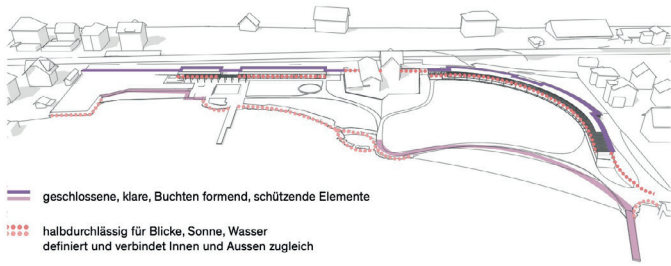 geschlossene, klare, Buchten formend, schützende Elemente
halbdurchlässig für Blicke, Sonne, Wasser
definiert und verbindet Innen und Aussen zugleich